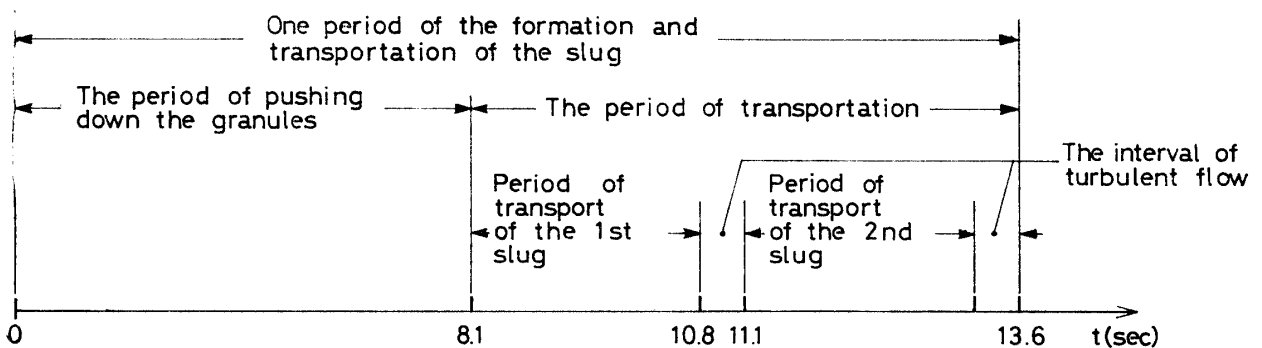 One period of the formation and
transportation of the slug
The period of pushing
down the granules
The period of transportation
The interval of
turbulent flow
Period of
transport
of the 1st
slug
Period of
transport
of the 2nd
slug
0
8.1
10.8
11.1
13.6
t(sec)